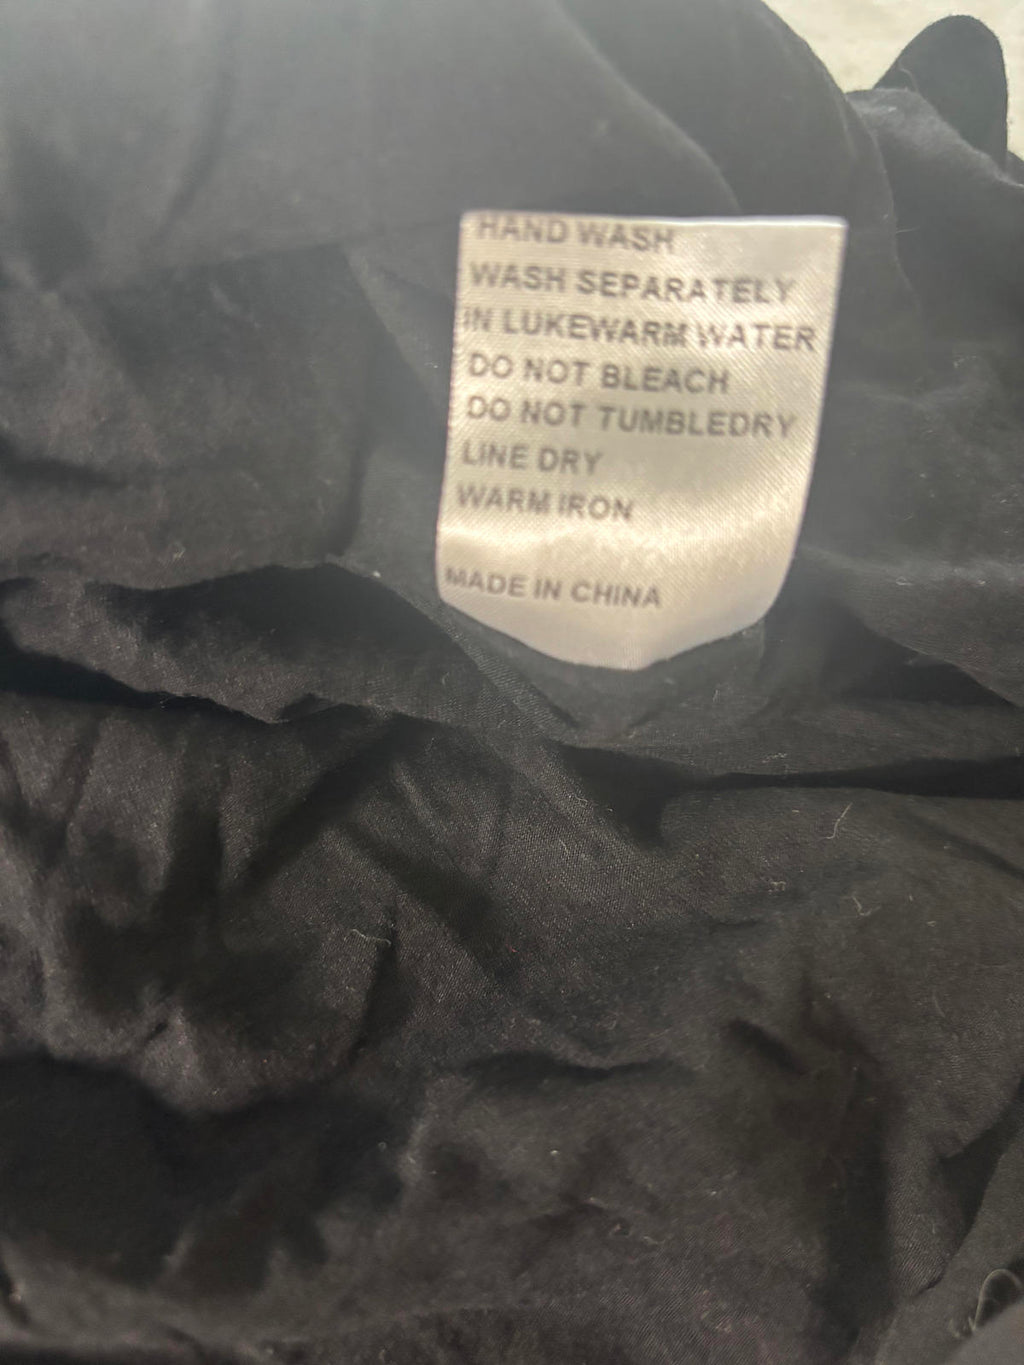 HAND WASH
WASH SEPARATELY
IN LUKEWARM WATER
DO NOT BLEACH
DO NOT TUMBLEDRY
LINE DRY
WARM IRON
MADE IN CHINA